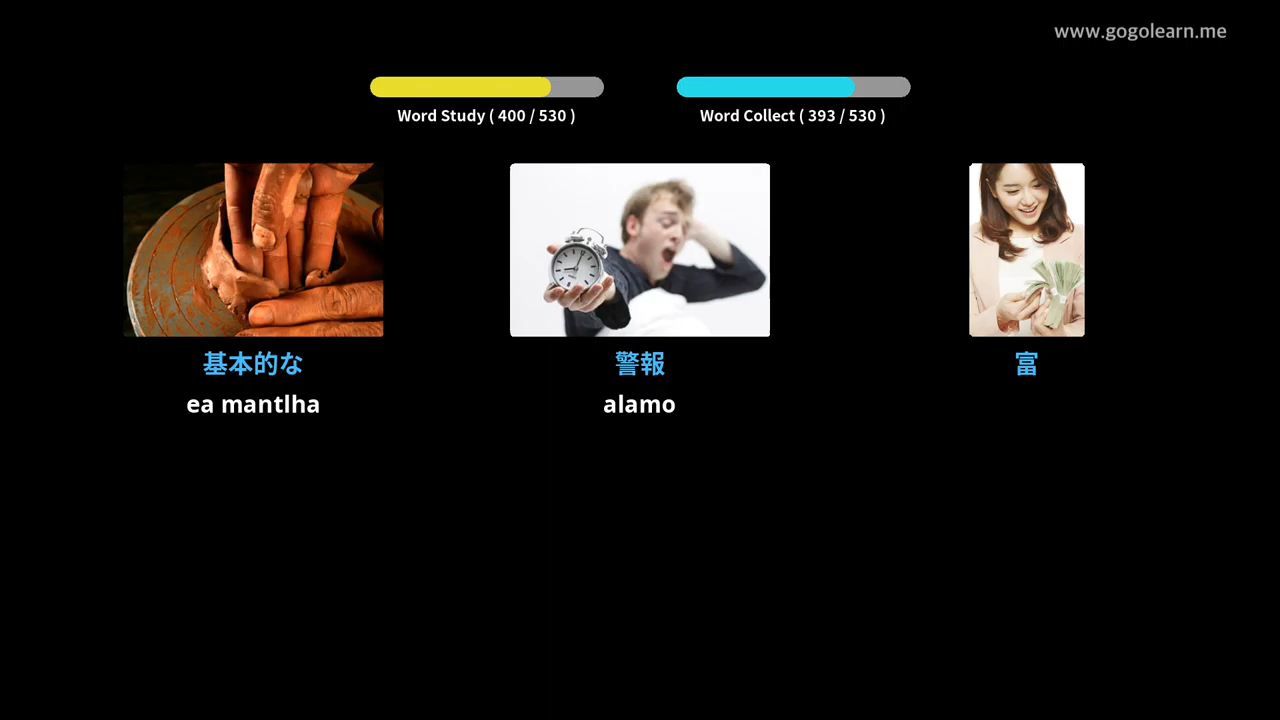 www.gogolearn.me
Word Study ( 400 / 530 )
Word Collect ( 393 / 530 )
基本的な
警報
富
ea mantlha
alamo